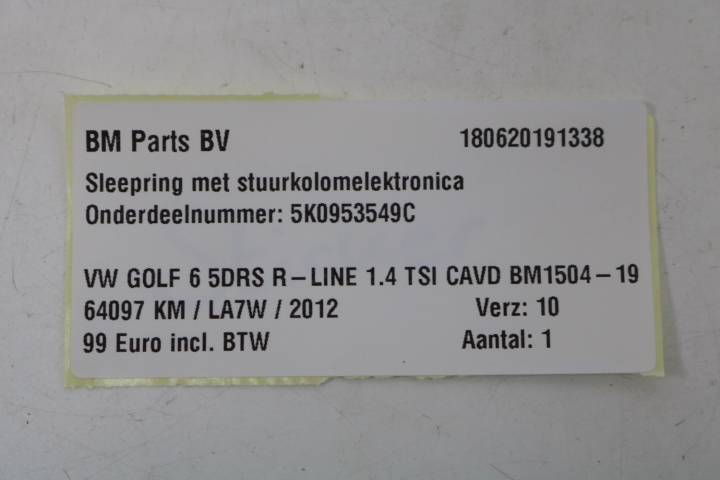 BM Parts BV 180620191338
Sleepring met stuurkolomelektronica
Onderdeelnummer: 5K0953549C
VW GOLF 6 5DRS R-LINE 1.4 TSI CAVD BM1504-19
64097 KM / LA7W / 2012 Verz: 10
99 Euro incl. BTW Aantal: 1